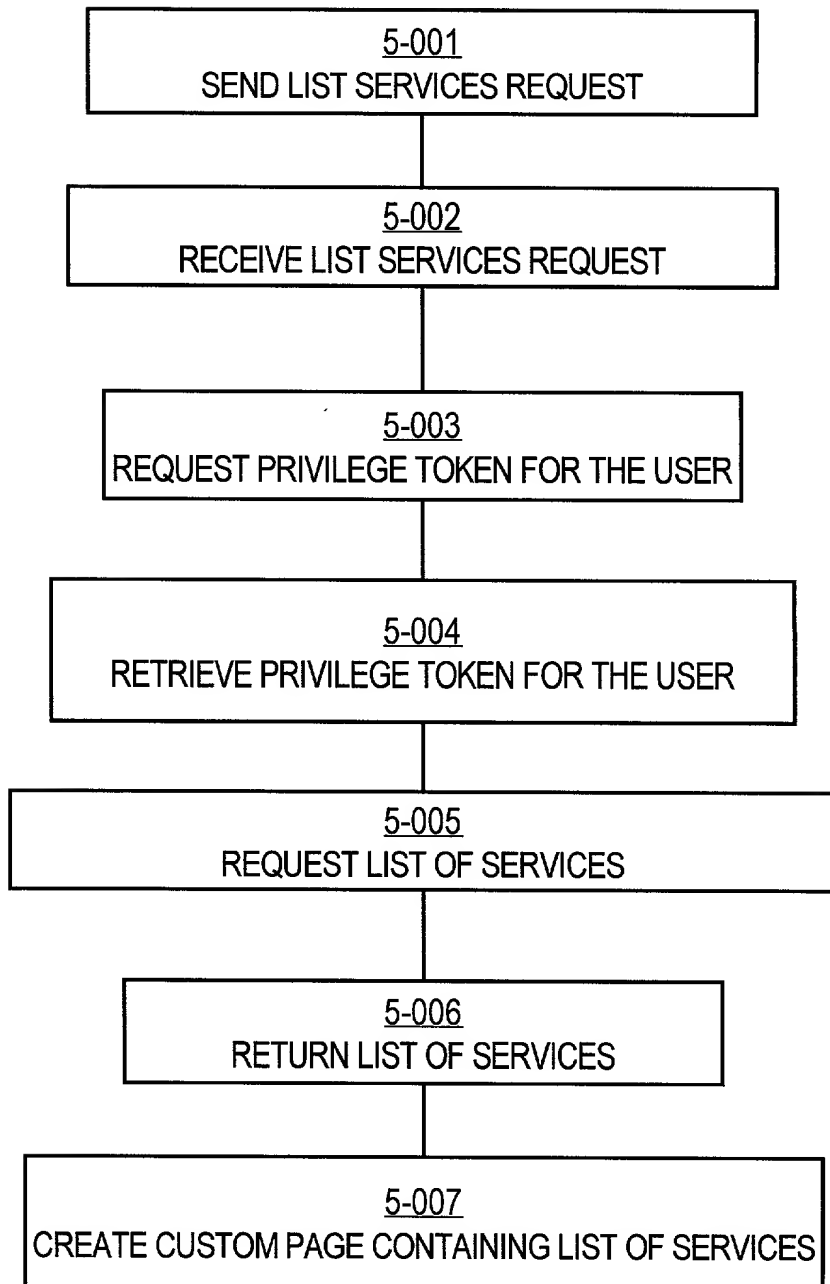 5-001
SEND LIST SERVICES REQUEST
5-002
RECEIVE LIST SERVICES REQUEST
5-003
REQUEST PRIVILEGE TOKEN FOR THE USER
5-004
RETRIEVE PRIVILEGE TOKEN FOR THE USER
5-005
REQUEST LIST OF SERVICES
5-006
RETURN LIST OF SERVICES
5-007
CREATE CUSTOM PAGE CONTAINING LIST OF SERVICES